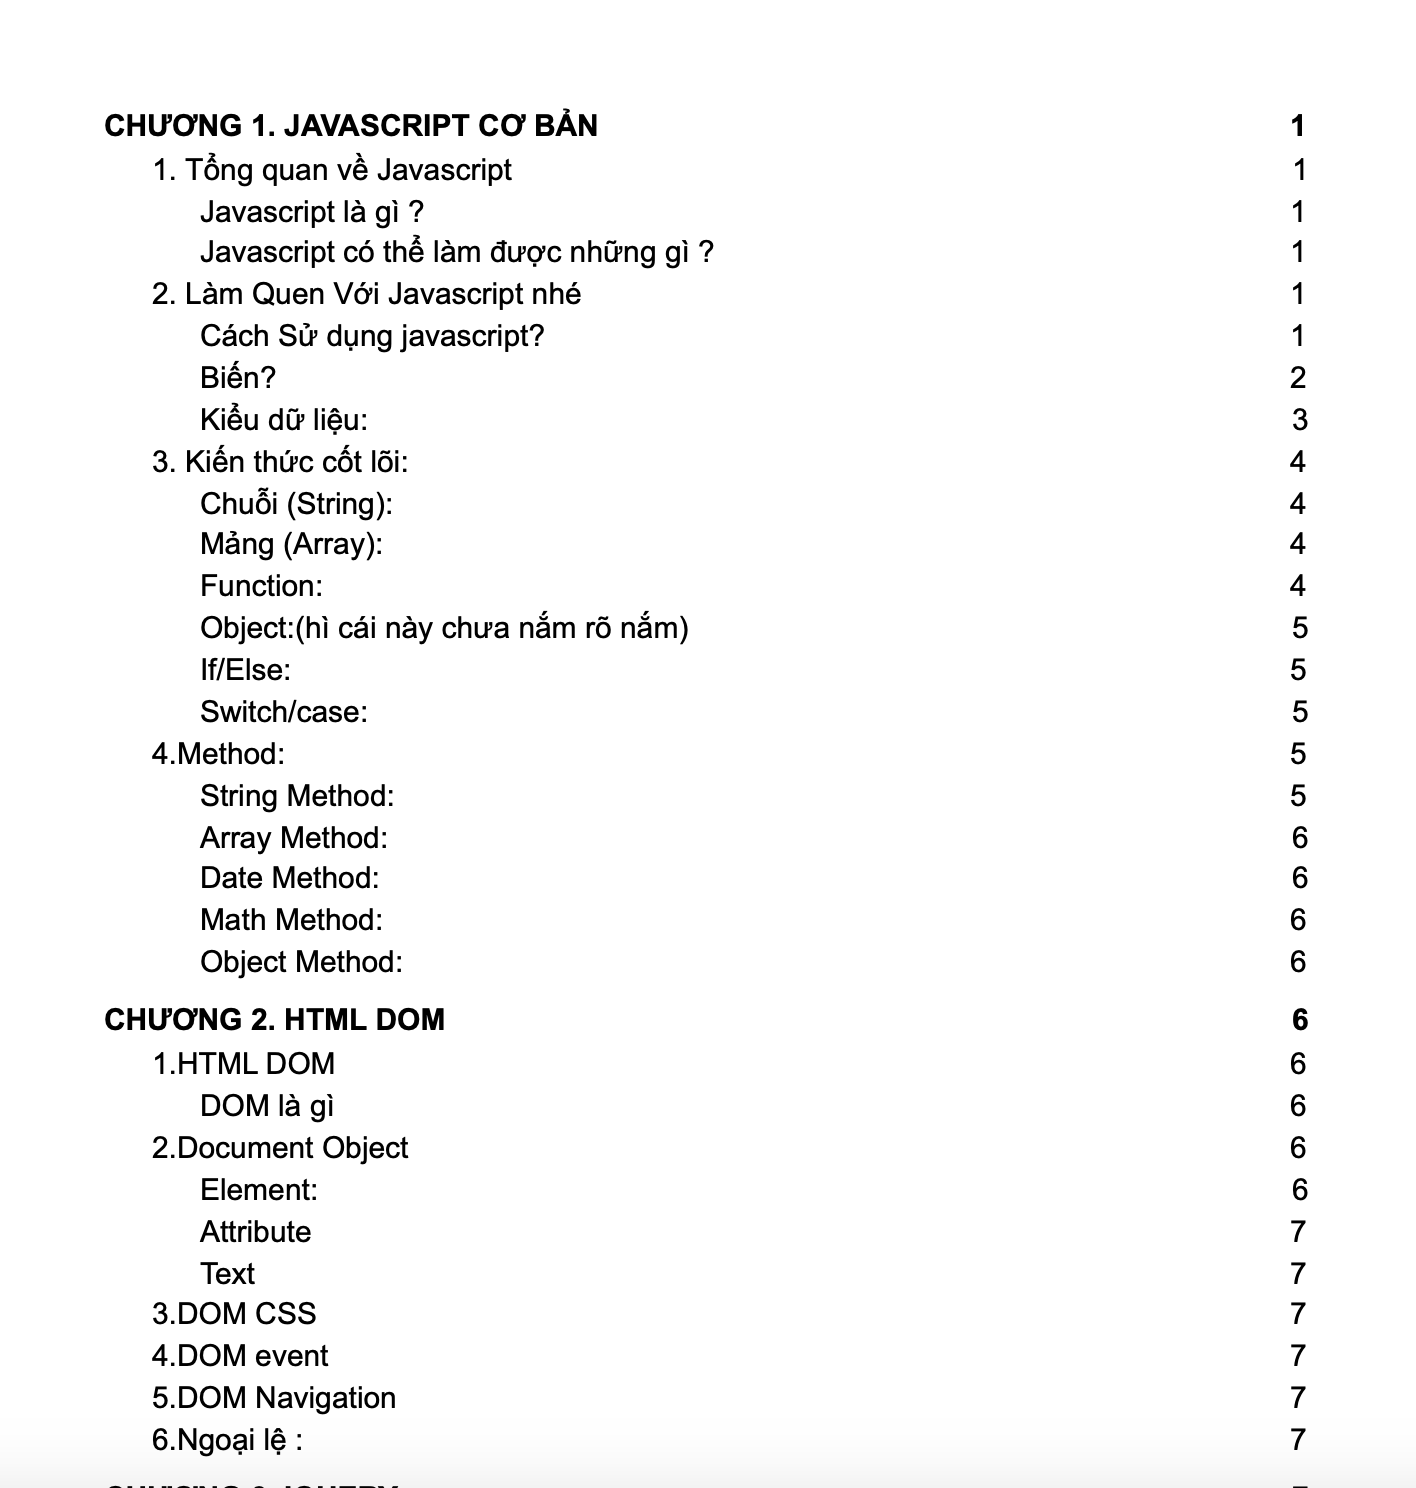 CHƯƠNG 1. JAVASCRIPT CƠ BẢN 1
1. Tổng quan về Javascript 1
Javascript là gì ? 1
Javascript có thể làm được những gì ? 1
2. Làm Quen Với Javascript nhé 1
Cách Sử dụng javascript? 1
Biến? 2
Kiểu dữ liệu: 3
3. Kiến thức cốt lõi: 4
Chuỗi (String): 4
Mảng (Array): 4
Function: 4
Object:(hì cái này chưa nắm rõ nắm) 5
If/Else: 5
Switch/case: 5
4.Method: 5
String Method: 5
Array Method: 6
Date Method: 6
Math Method: 6
Object Method: 6
CHƯƠNG 2. HTML DOM 6
1.HTML DOM 6
DOM là gì 6
2.Document Object 6
Element: 6
Attribute 7
Text 7
3.DOM CSS 7
4.DOM event 7
5.DOM Navigation 7
6.Ngoại lệ : 7